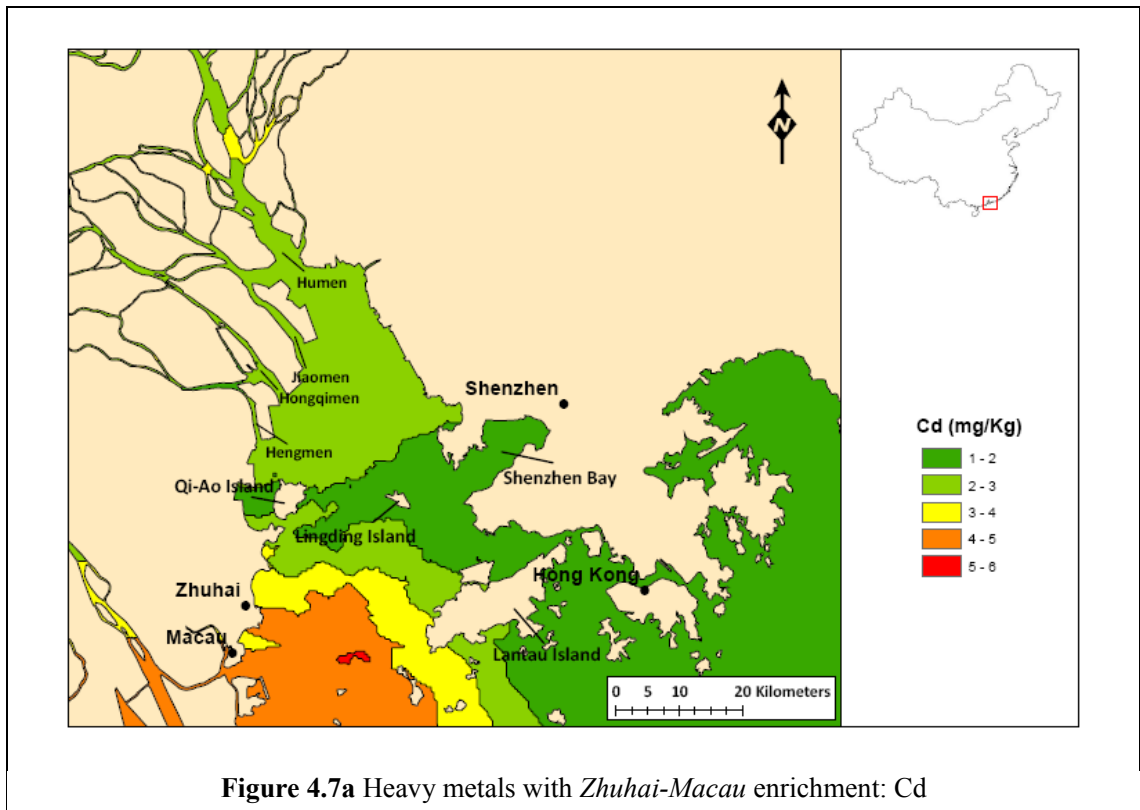 N
Humen
Jiaomen
Hongqimen
Shenzhen
Hengmen
Shenzhen Bay
Qi-Ao Island
Lingding Island
Hong Kong
Zhuhai
Macau
Lantau Island
0 5 10 20 Kilometers
Cd (mg/Kg)
1 - 2
2 - 3
3 - 4
4 - 5
5 - 6
Figure 4.7a Heavy metals with Zhuhai-Macau enrichment: Cd